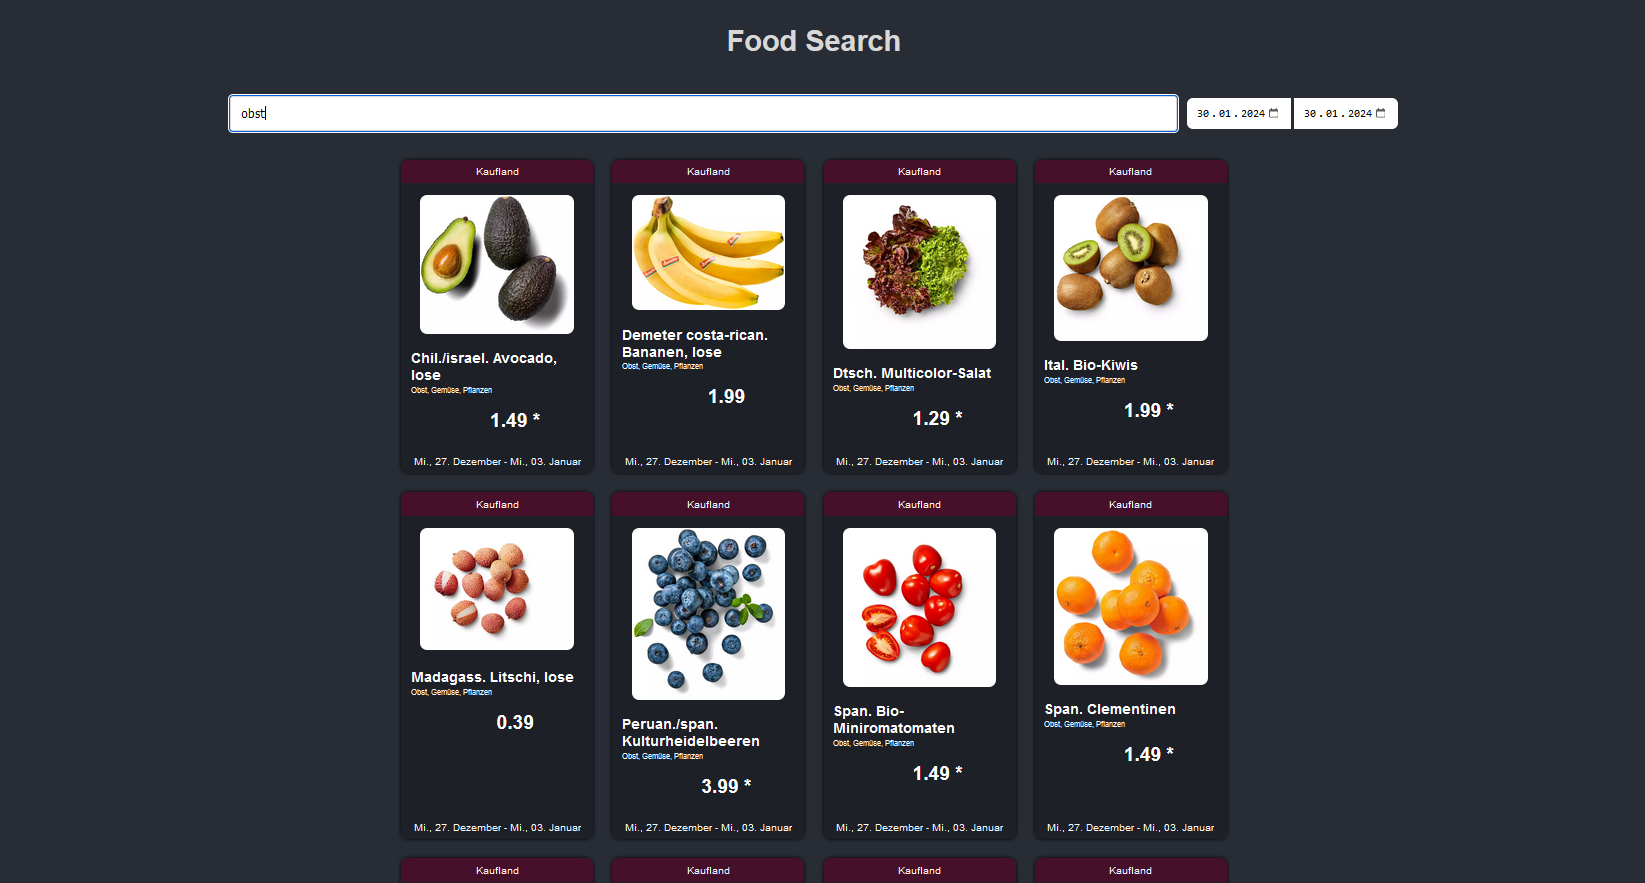 Food Search
obst
30.01.2024
30.01.2024
Kaufland
Chil./israel. Avocado,
lose
Obst, Gemüse, Pflanzen
1.49 *
Mi., 27. Dezember - Mi., 03. Januar
Kaufland
Demeter costa-rican.
Bananen, lose
Obst, Gemüse, Pflanzen
1.99
Mi., 27. Dezember - Mi., 03. Januar
Kaufland
Dtsch. Multicolor-Salat
Obst, Gemüse, Pflanzen
1.29 *
Mi., 27. Dezember - Mi., 03. Januar
Kaufland
Ital. Bio-Kiwis
Obst, Gemüse, Pflanzen
1.99 *
Mi., 27. Dezember - Mi., 03. Januar
Kaufland
Madagass. Litschi, lose
Obst, Gemüse, Pflanzen
0.39
Mi., 27. Dezember - Mi., 03. Januar
Kaufland
Peruan./span.
Kulturheidelbeeren
Obst, Gemüse, Pflanzen
3.99 *
Mi., 27. Dezember - Mi., 03. Januar
Kaufland
Span. Bio-
Miniromatomaten
Obst, Gemüse, Pflanzen
1.49 *
Mi., 27. Dezember - Mi., 03. Januar
Kaufland
Span. Clementinen
Obst, Gemüse, Pflanzen
1.49 *
Mi., 27. Dezember - Mi., 03. Januar
Kaufland
Kaufland
Kaufland
Kaufland